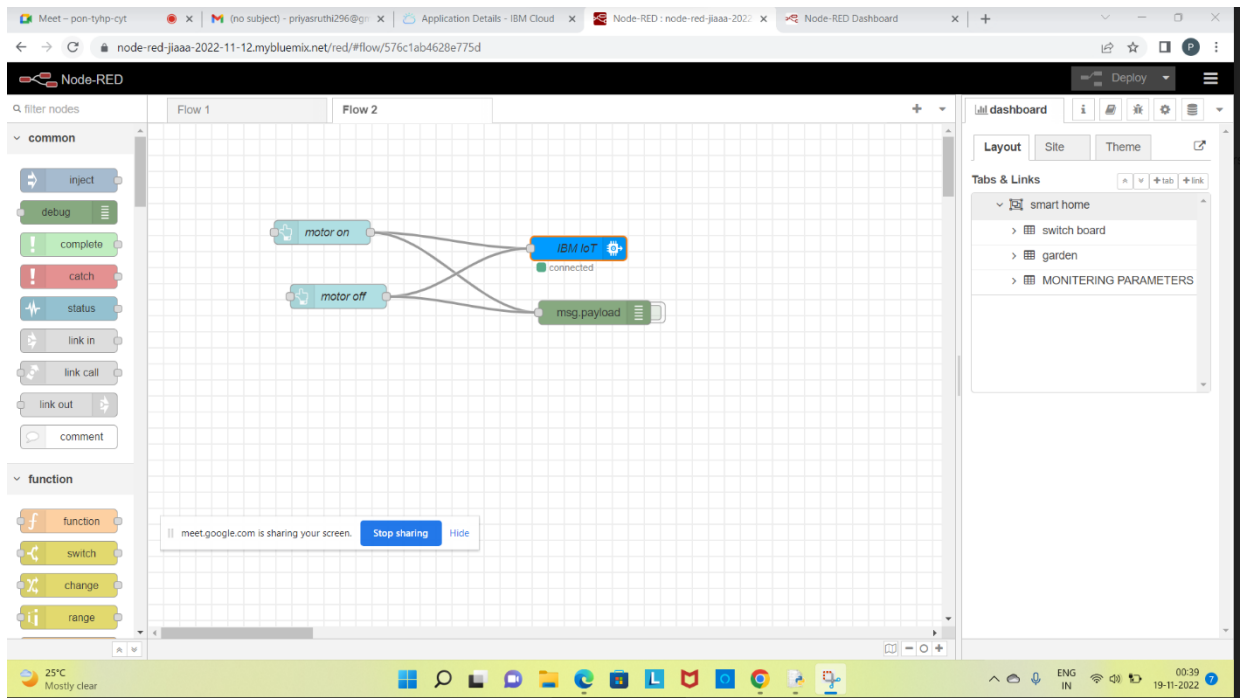 Meet – pon-tyhp-cyt
(no subject) - priyasruthi296@gn
Application Details - IBM Cloud
Node-RED : node-red-jiaaa-2022
Node-RED Dashboard
node-red-jiaaa-2022-11-12.mybluemix.net/red/#flow/576c1ab4628e775d
P
Node-RED
Deploy
filter nodes
Flow 1
Flow 2
dashboard
i
common
inject
debug
complete
catch
status
link in
link call
link out
comment
function
function
switch
change
range
motor on
motor off
IBM IoT
connected
msg.payload
meet.google.com is sharing your screen.
Stop sharing
Hide
Layout
Site
Theme
Tabs & Links
+tab
+link
smart home
switch board
garden
MONITERING PARAMETERS
25°C
Mostly clear
L
ENG
IN
00:39
19-11-2022
7